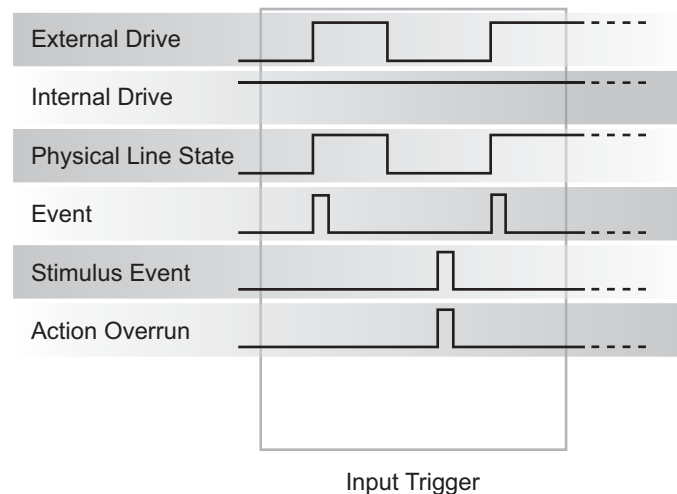 External Drive
Internal Drive
Physical Line State
Event
Stimulus Event
Action Overrun
Input Trigger